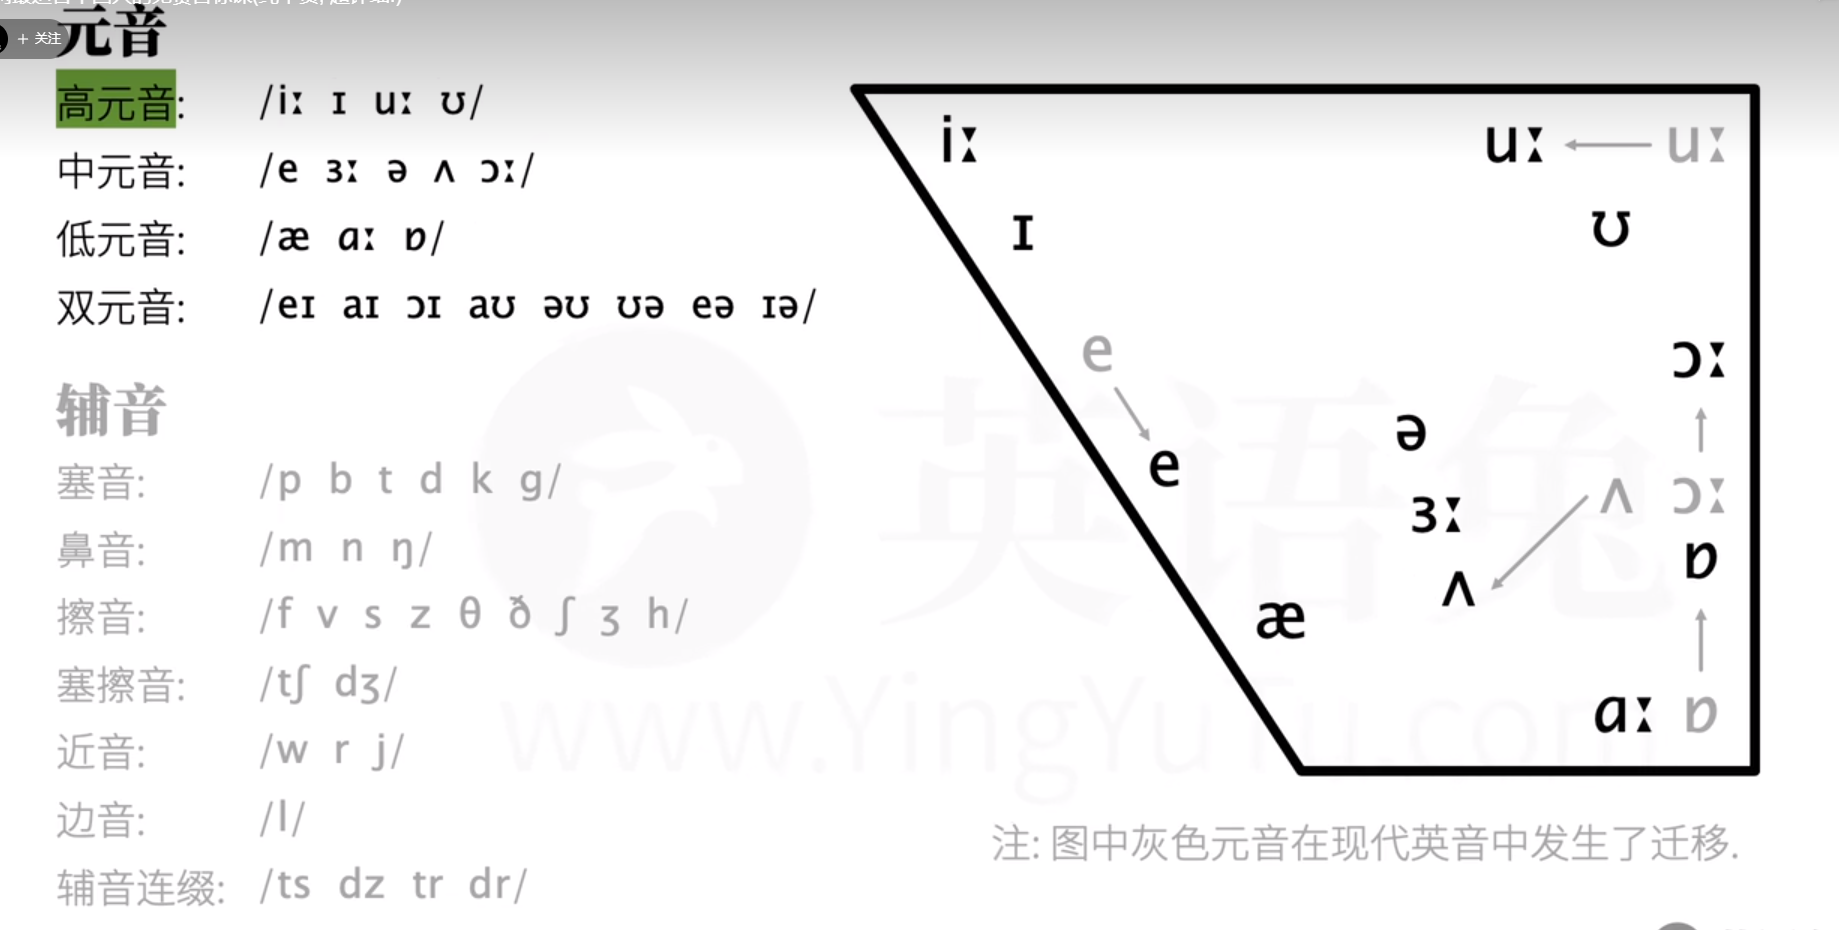 元音
+ 关注
高元音: /iː ɪ uː ʊ/
中元音: /e ɜː ə ʌ ɔː/
低元音: /æ ɑː ɒ/
双元音: /eɪ aɪ ɔɪ aʊ əʊ ʊə eə ɪə/
辅音
塞音: /p b t d k g/
鼻音: /m n ŋ/
擦音: /f v s z θ ð ʃ ʒ h/
塞擦音: /tʃ dʒ/
近音: /w r j/
边音: /l/
辅音连缀: /ts dz tr dr/
iː uː uː
ɪ ʊ
e ɔː
ə
e
ɜː ʌ ɔː
ʌ ɒ
æ
ɑː ɒ
注: 图中灰色元音在现代英音中发生了迁移.
英语兔
www.YingYuTu.com